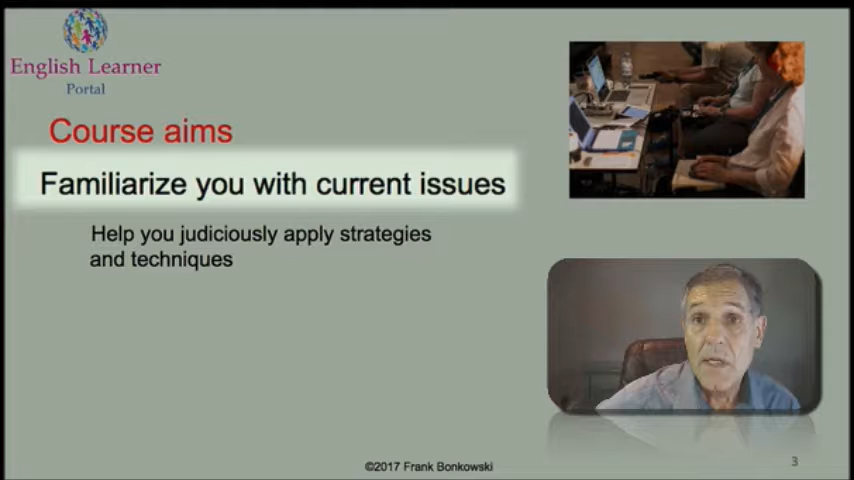 English Learner
Portal
Course aims
Familiarize you with current issues
Help you judiciously apply strategies
and techniques
©2017 Frank Bonkowski
3